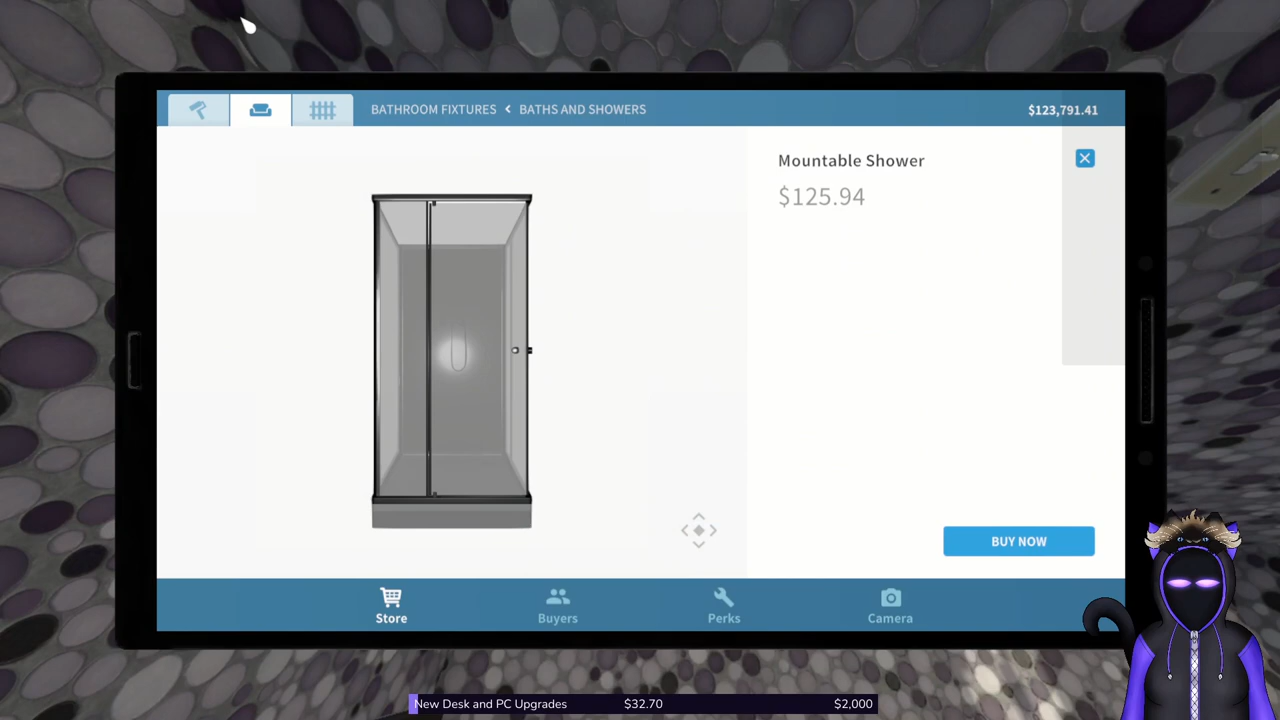 BATHROOM FIXTURES < BATHS AND SHOWERS
$123,791.41
Mountable Shower
$125.94
BUY NOW
Store
Buyers
Perks
Camera
New Desk and PC Upgrades $32.70 $2,000